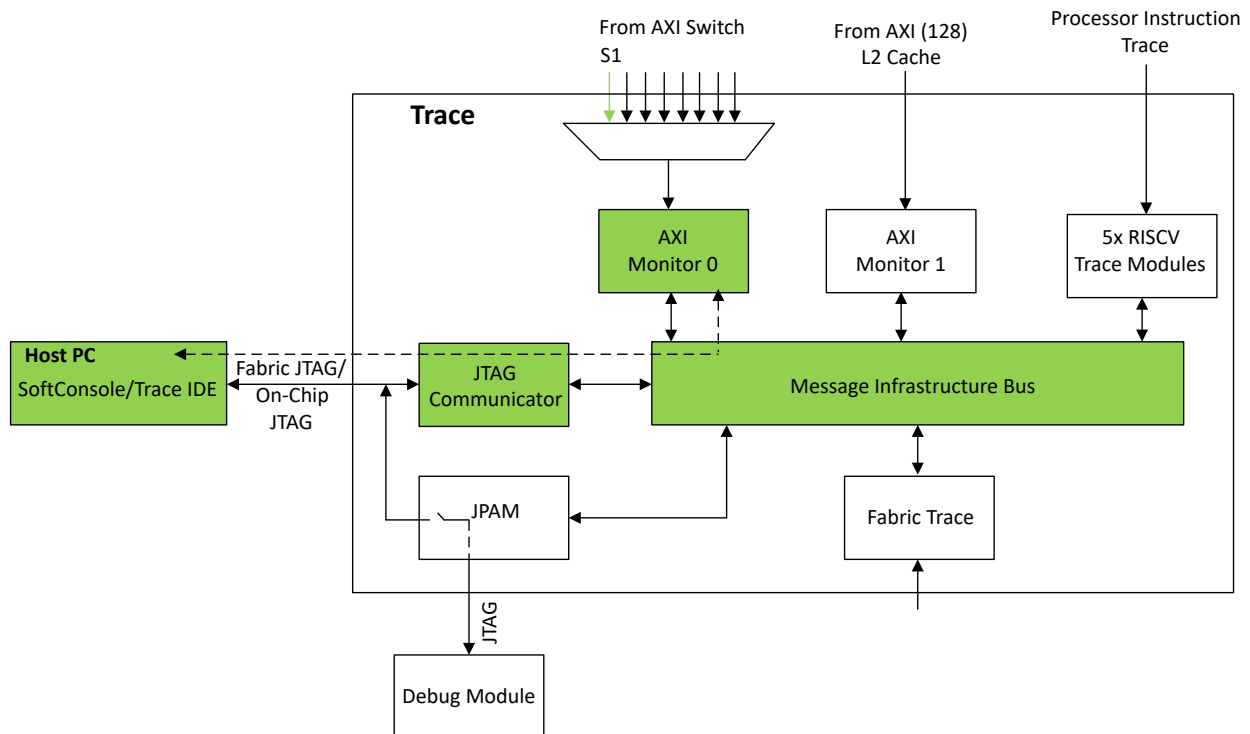 From AXI Switch
S1
From AXI (128)
L2 Cache
Processor Instruction
Trace
Trace
AXI
Monitor 0
AXI
Monitor 1
5x RISCV
Trace Modules
Host PC
SoftConsole/Trace IDE
Fabric JTAG/
On-Chip
JTAG
JTAG
Communicator
Message Infrastructure Bus
JPAM
Fabric Trace
JTAG
Debug Module